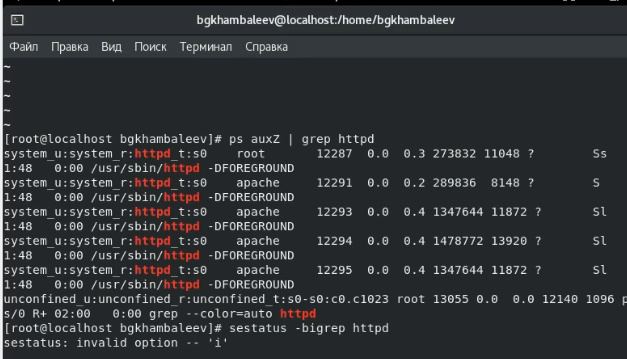 bgkhambaleev@localhost:/home/bgkhambaleev
Файл Правка Вид Поиск Терминал Справка
~
~
~
~
~
[root@localhost bgkhambaleev]# ps auxZ | grep httpd
system_u:system_r:httpd_t:s0    root      12287  0.0  0.3 273832 11048 ?        Ss
1:48   0:00 /usr/sbin/httpd -DFOREGROUND
system_u:system_r:httpd_t:s0    apache    12291  0.0  0.2 289836  8148 ?        S
1:48   0:00 /usr/sbin/httpd -DFOREGROUND
system_u:system_r:httpd_t:s0    apache    12293  0.0  0.4 1347644 11872 ?       Sl
1:48   0:00 /usr/sbin/httpd -DFOREGROUND
system_u:system_r:httpd_t:s0    apache    12294  0.0  0.4 1478772 13920 ?       Sl
1:48   0:00 /usr/sbin/httpd -DFOREGROUND
system_u:system_r:httpd_t:s0    apache    12295  0.0  0.4 1347644 11872 ?       Sl
1:48   0:00 /usr/sbin/httpd -DFOREGROUND
unconfined_u:unconfined_r:unconfined_t:s0-s0:c0.c1023 root 13055 0.0  0.0 12140 1096 p
s/0 R+ 02:00   0:00 grep --color=auto httpd
[root@localhost bgkhambaleev]# sestatus -bigrep httpd
sestatus: invalid option -- 'i'